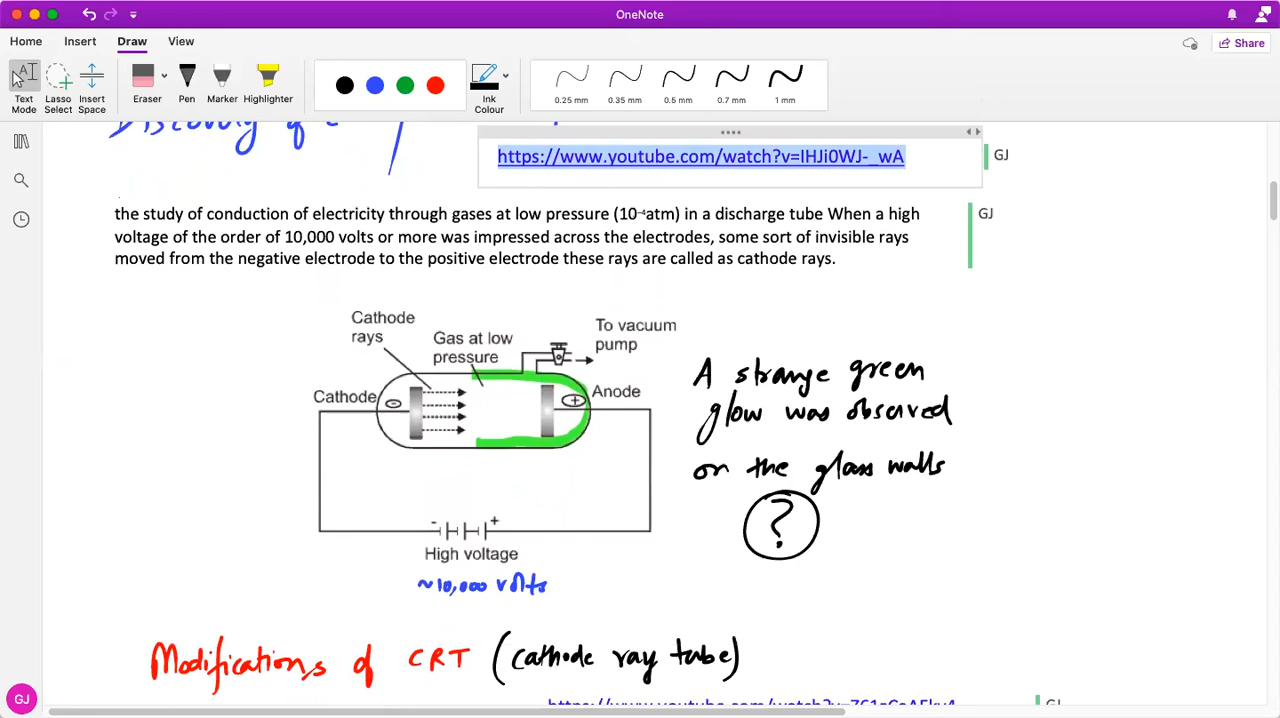 OneNote
Home Insert Draw View
Share
Text Mode
Lasso Select
Insert Space
Eraser
Pen
Marker
Highlighter
Ink Colour
0.25 mm 0.35 mm 0.5 mm 0.7 mm 1 mm
Discovery of e
https://www.youtube.com/watch?v=IHJi0WJ-_wA
GJ
the study of conduction of electricity through gases at low pressure (10⁻⁴atm) in a discharge tube When a high
GJ
voltage of the order of 10,000 volts or more was impressed across the electrodes, some sort of invisible rays
moved from the negative electrode to the positive electrode these rays are called as cathode rays.
Cathode rays
Gas at low pressure
To vacuum pump
Cathode
-
+
Anode
A strange green
glow was observed
on the glass walls
?
- +
High voltage
~10,000 volts
Modifications of CRT (cathode ray tube)
GJ
GJ